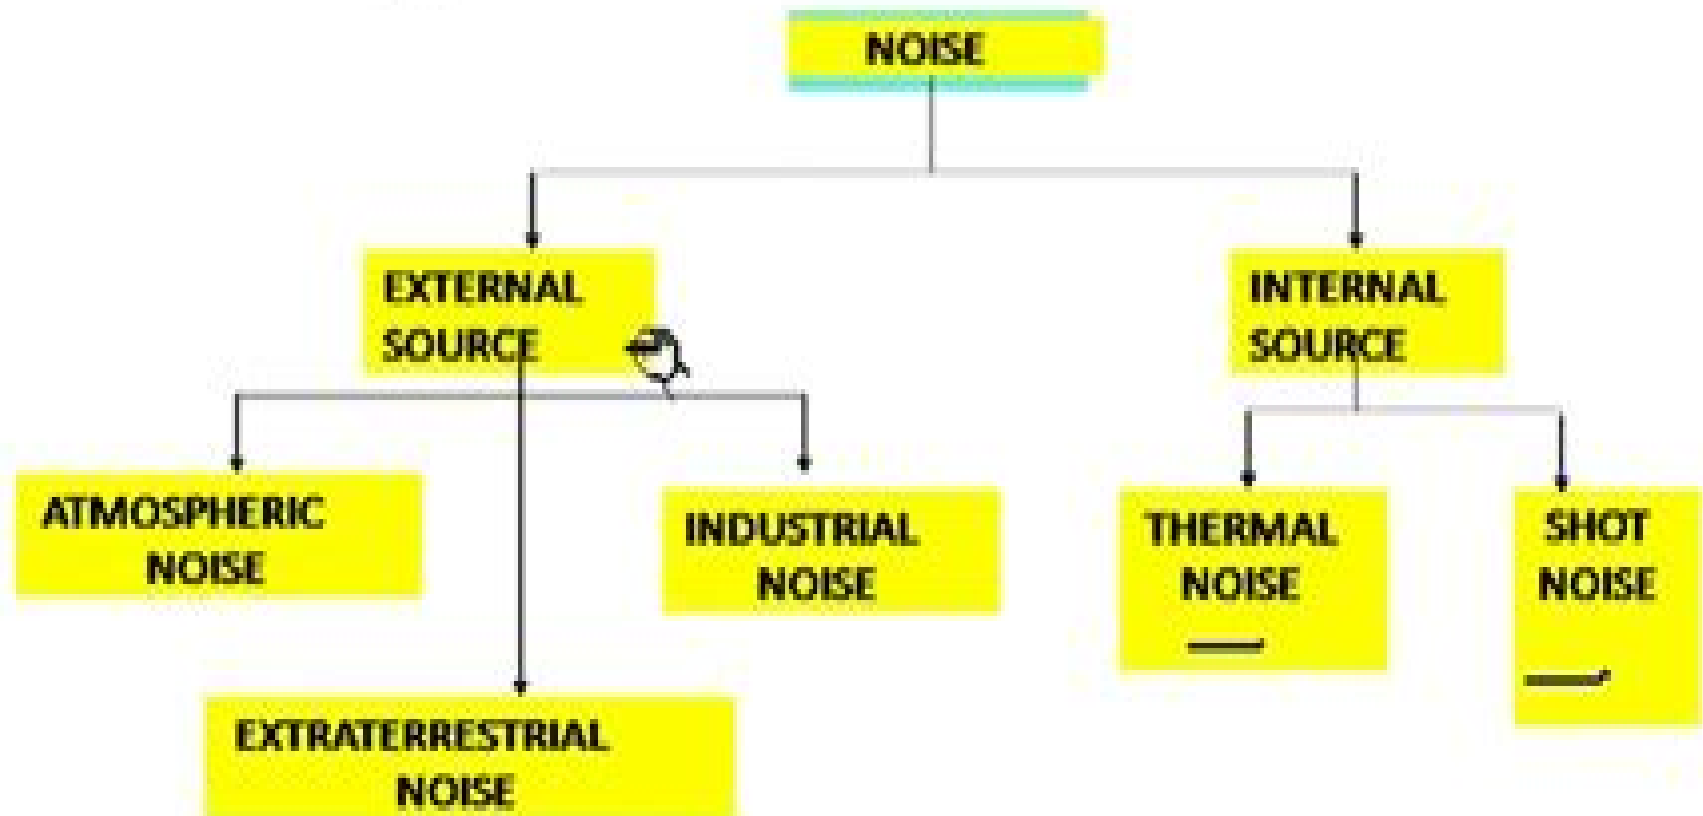 NOISE
EXTERNAL
SOURCE
INTERNAL
SOURCE
ATMOSPHERIC
NOISE
INDUSTRIAL
NOISE
THERMAL
NOISE
SHOT
NOISE
EXTRATERRESTRIAL
NOISE